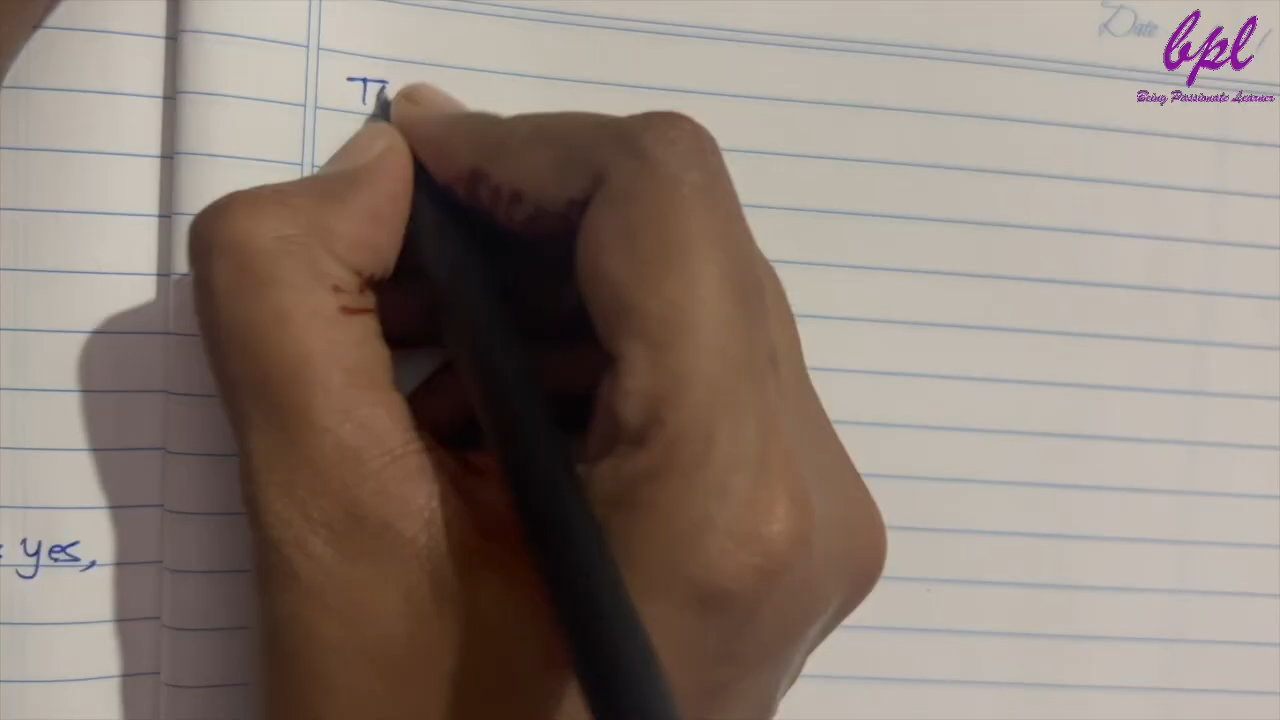 Date
bpl
Being Passionate Learner
T
yes,